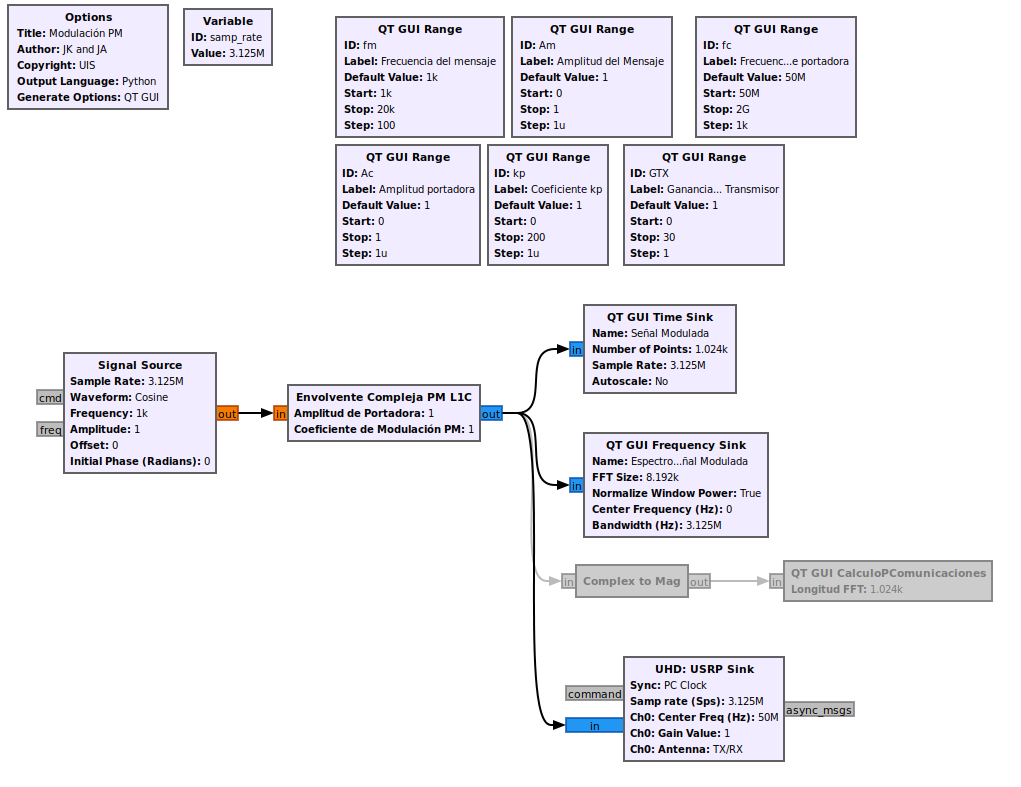 Options
Title: Modulación PM
Author: JK and JA
Copyright: UIS
Output Language: Python
Generate Options: QT GUI
Variable
ID: samp_rate
Value: 3.125M
QT GUI Range
ID: fm
Label: Frecuencia del mensaje
Default Value: 1k
Start: 1k
Stop: 20k
Step: 100
QT GUI Range
ID: Am
Label: Amplitud del Mensaje
Default Value: 1
Start: 0
Stop: 1
Step: 1u
QT GUI Range
ID: fc
Label: Frecuenc...e portadora
Default Value: 50M
Start: 50M
Stop: 2G
Step: 1k
QT GUI Range
ID: Ac
Label: Amplitud portadora
Default Value: 1
Start: 0
Stop: 1
Step: 1u
QT GUI Range
ID: kp
Label: Coeficiente kp
Default Value: 1
Start: 0
Stop: 200
Step: 1u
QT GUI Range
ID: GTX
Label: Ganancia... Transmisor
Default Value: 1
Start: 0
Stop: 30
Step: 1
cmd
freq
Signal Source
Sample Rate: 3.125M
Waveform: Cosine
Frequency: 1k
Amplitude: 1
Offset: 0
Initial Phase (Radians): 0
out
in
Envolvente Compleja PM L1C
Amplitud de Portadora: 1
Coeficiente de Modulación PM: 1
out
in
QT GUI Time Sink
Name: Señal Modulada
Number of Points: 1.024k
Sample Rate: 3.125M
Autoscale: No
in
QT GUI Frequency Sink
Name: Espectro...ñal Modulada
FFT Size: 8.192k
Normalize Window Power: True
Center Frequency (Hz): 0
Bandwidth (Hz): 3.125M
in
Complex to Mag
out
in
QT GUI CalculoPComunicaciones
Longitud FFT: 1.024k
command
in
UHD: USRP Sink
Sync: PC Clock
Samp rate (Sps): 3.125M
Ch0: Center Freq (Hz): 50M
Ch0: Gain Value: 1
Ch0: Antenna: TX/RX
async_msgs